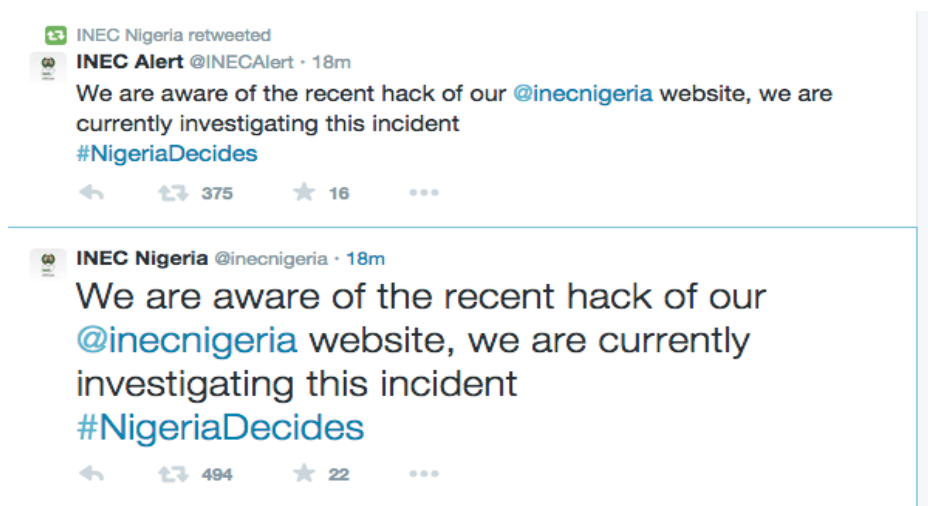 INEC Nigeria retweeted
INEC Alert @INECAlert · 18m
We are aware of the recent hack of our @inecnigeria website, we are
currently investigating this incident
#NigeriaDecides
375 16
INEC Nigeria @inecnigeria · 18m
We are aware of the recent hack of our
@inecnigeria website, we are currently
investigating this incident
#NigeriaDecides
494 22